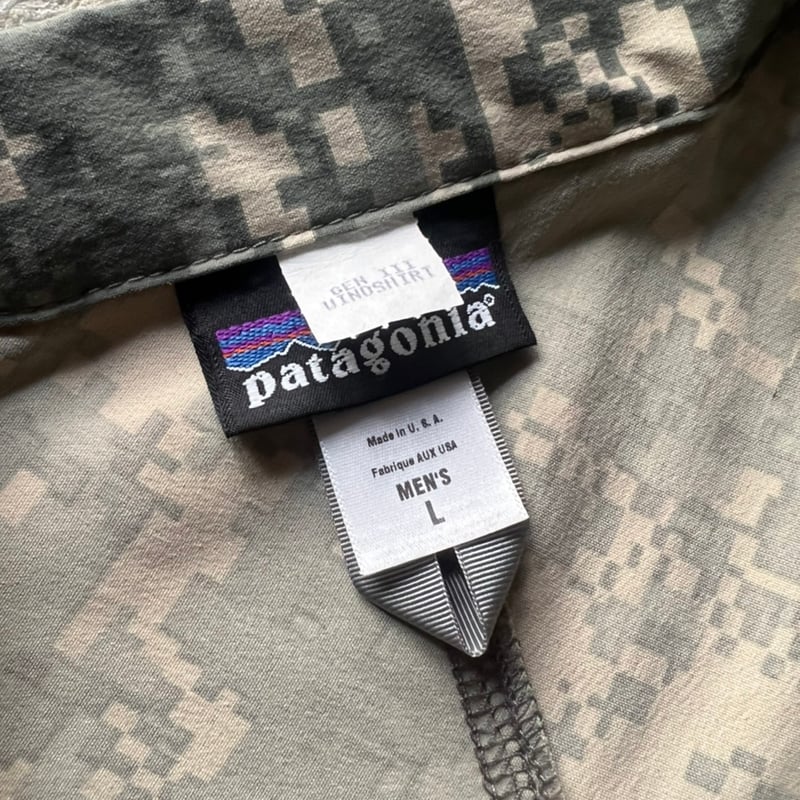 GEN III
WINDSHIRT
patagonia®
Made in U. S. A.
Fabrique AUX USA
MEN'S
L